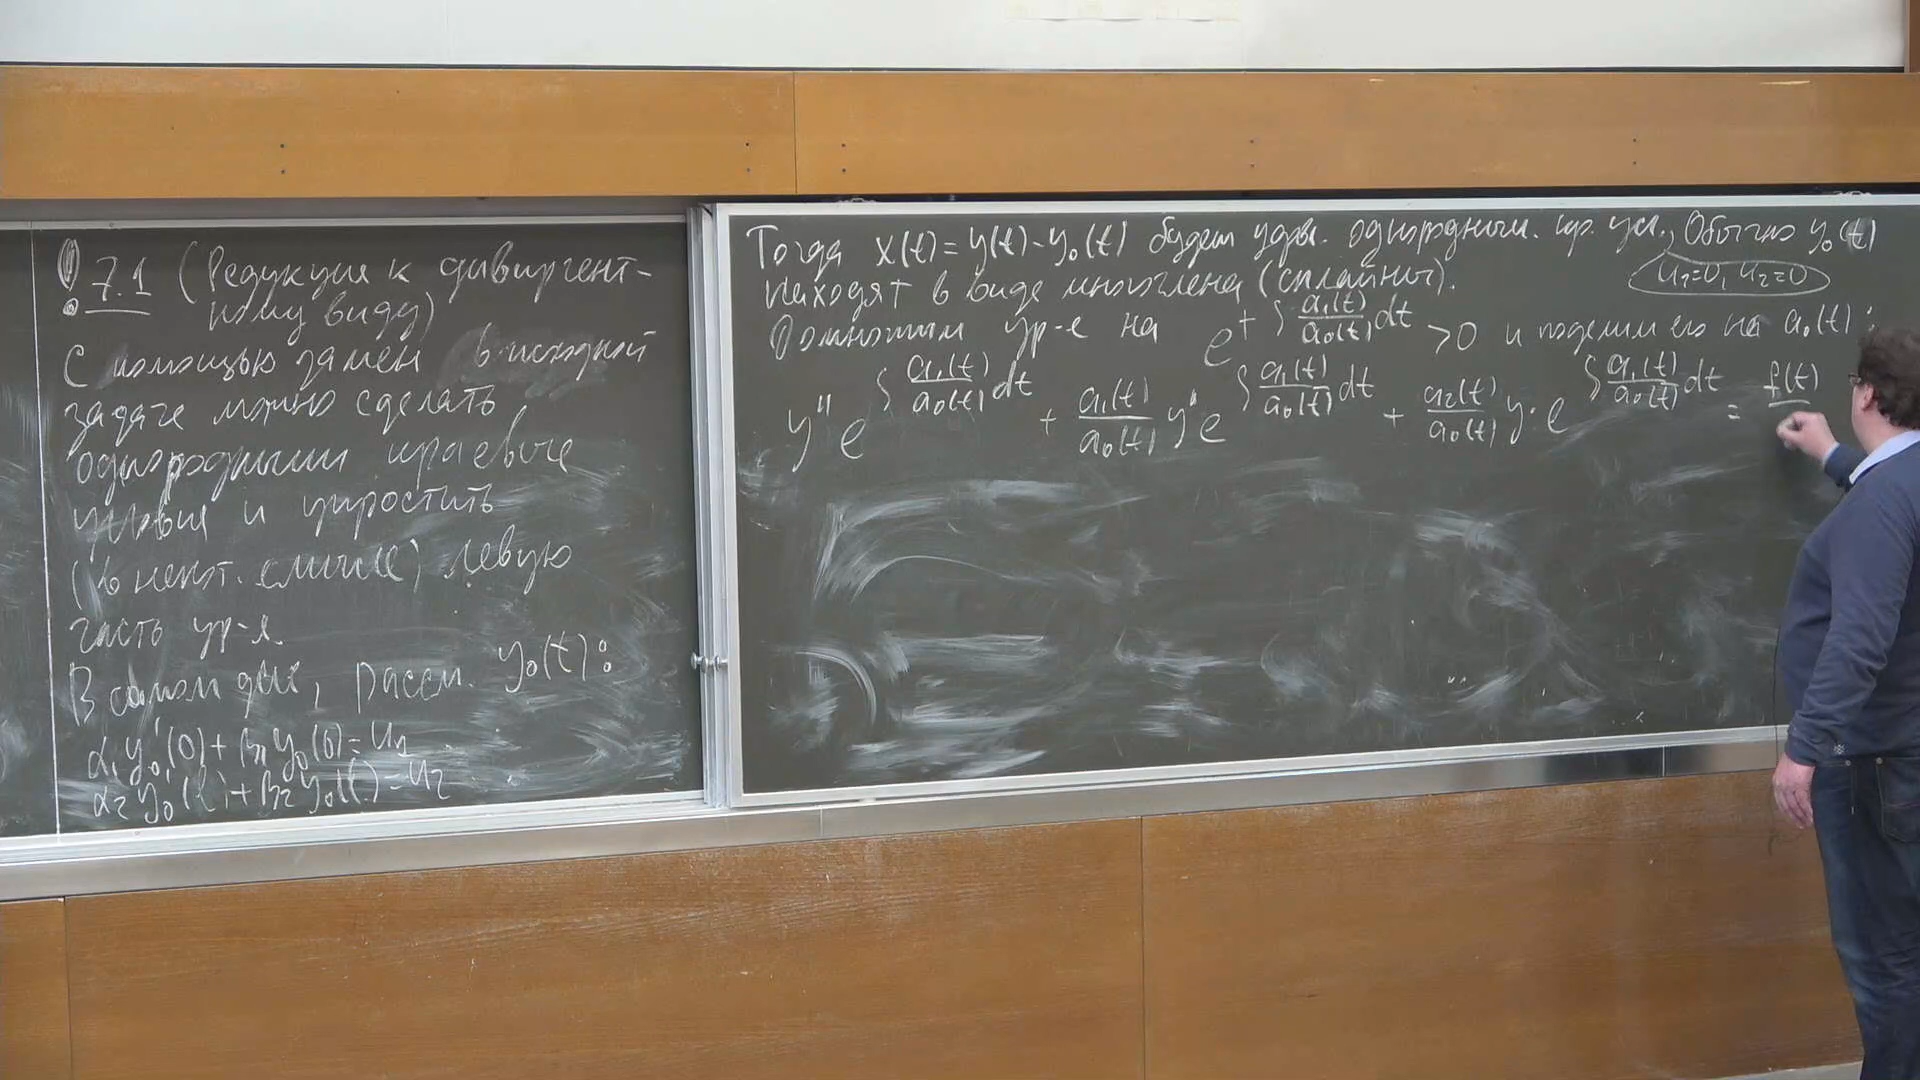 ! 7.1 (Редукция к дивиргент-
ному виду)
С помощью замен в исходной
задаче можно сделать
однородными краевые
условия и упростить
(в некот. смысле) левую
часть ур-я.
В самом деле, рассм. y₀(t):
α₁y₀'(0)+β₁y₀(0)=u₁
α₂y₀'(l)+β₂y₀(l)=u₂
Тогда x(t)=y(t)-y₀(t) будет удовл. однородным. кр. усл., Обычно y₀(t)
u₁=0, u₂=0
находят в виде многочлена (сплайны).
Домножим ур-е на e^{+∫ a₁(t)/a₀(t) dt} >0 и поделим его на a₀(t):
y'' e^{∫ a₁(t)/a₀(t) dt} + a₁(t)/a₀(t) y' e^{∫ a₁(t)/a₀(t) dt} + a₂(t)/a₀(t) y· e^{∫ a₁(t)/a₀(t) dt} = f(t)